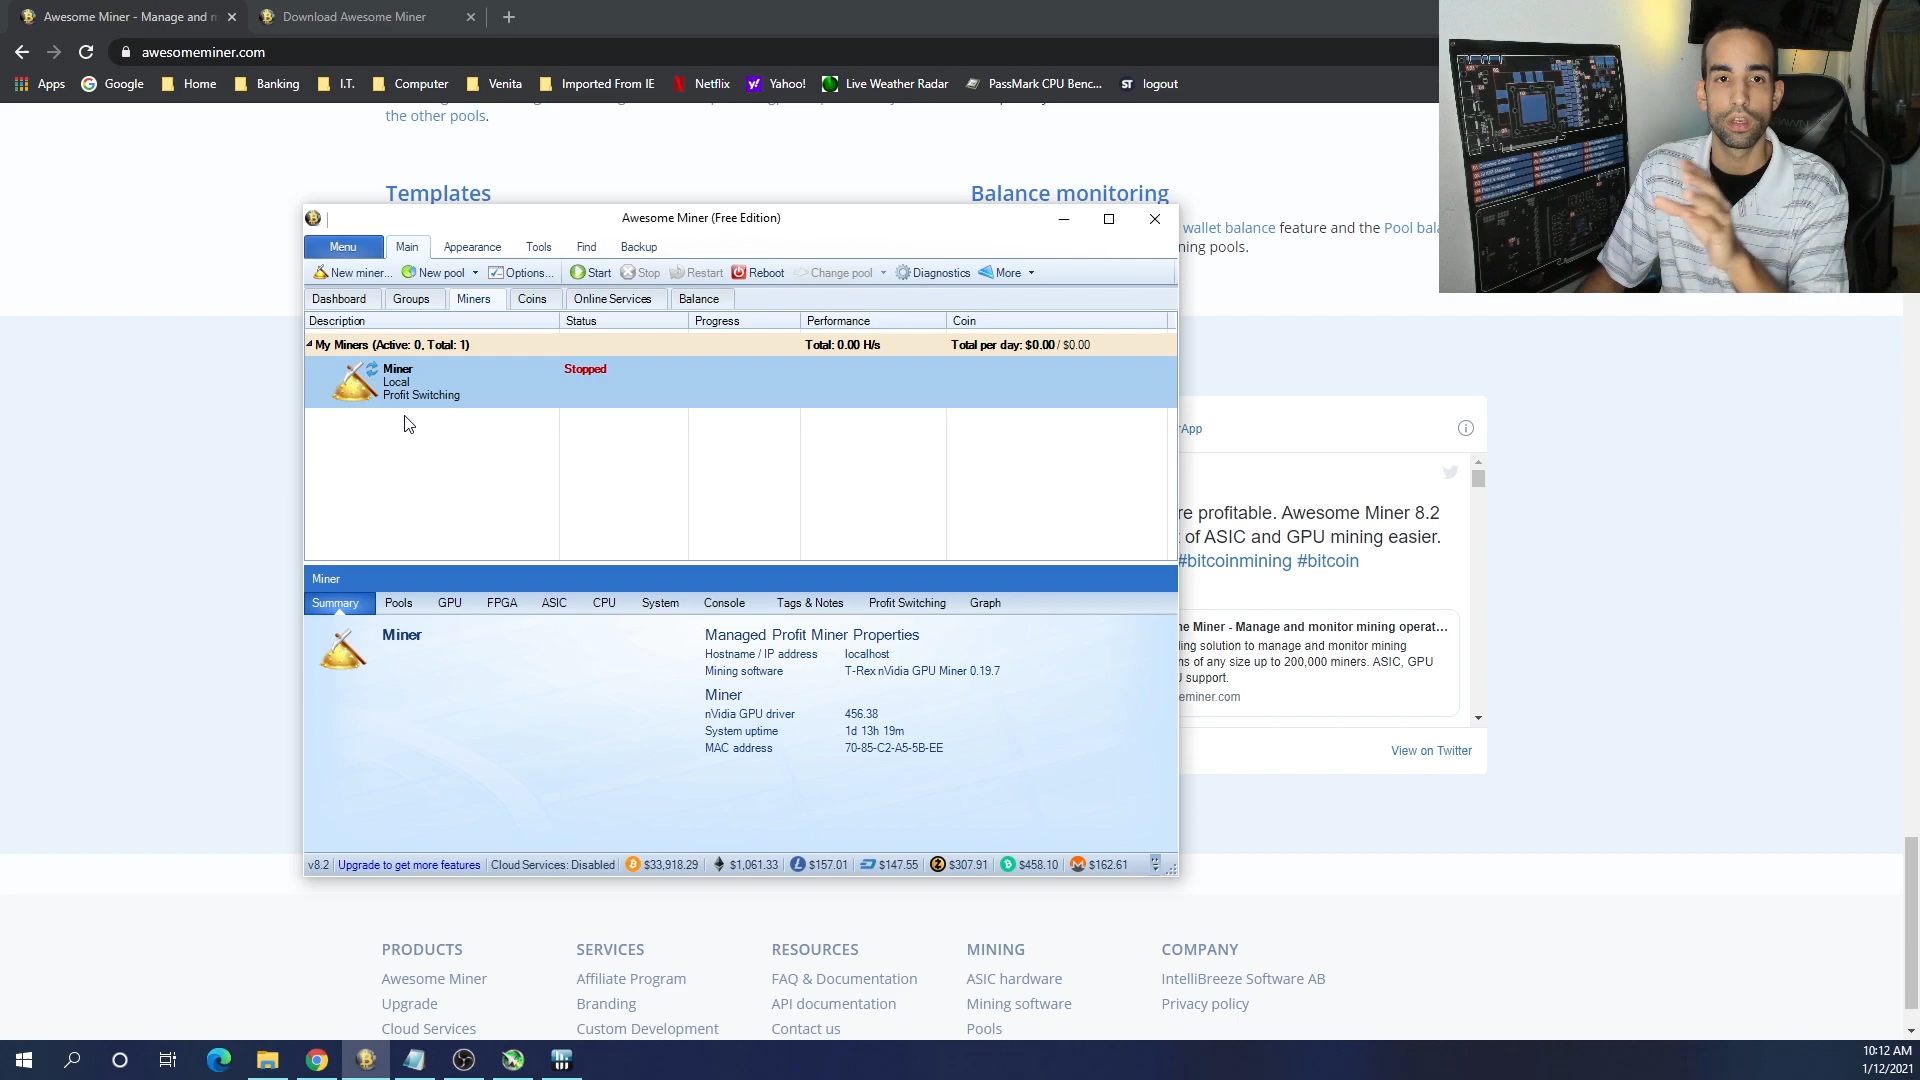 Awesome Miner - Manage and m
Download Awesome Miner
awesomeminer.com
Apps
Google
Home
Banking
I.T.
Computer
Venita
Imported From IE
Netflix
Yahoo!
Live Weather Radar
PassMark CPU Benc...
ST logout
the other pools.
Templates
Balance monitoring
wallet balance feature and the Pool bala
ning pools.
Awesome Miner (Free Edition)
Menu Main Appearance Tools Find Backup
New miner... New pool Options... Start Stop Restart Reboot Change pool Diagnostics More
Dashboard Groups Miners Coins Online Services Balance
Description Status Progress Performance Coin
My Miners (Active: 0, Total: 1) Total: 0.00 H/s Total per day: $0.00 / $0.00
Miner Stopped
Local
Profit Switching
rApp
re profitable. Awesome Miner 8.2
of ASIC and GPU mining easier.
#bitcoinmining #bitcoin
ne Miner - Manage and monitor mining operat...
ling solution to manage and monitor mining
ns of any size up to 200,000 miners. ASIC, GPU
J support.
eminer.com
View on Twitter
Miner
Summary Pools GPU FPGA ASIC CPU System Console Tags & Notes Profit Switching Graph
Miner
Managed Profit Miner Properties
Hostname / IP address localhost
Mining software T-Rex nVidia GPU Miner 0.19.7
Miner
nVidia GPU driver 456.38
System uptime 1d 13h 19m
MAC address 70-85-C2-A5-5B-EE
v8.2 Upgrade to get more features Cloud Services: Disabled $33,918.29 $1,061.33 $157.01 $147.55 $307.91 $458.10 $162.61
PRODUCTS SERVICES RESOURCES MINING COMPANY
Awesome Miner Affiliate Program FAQ & Documentation ASIC hardware IntelliBreeze Software AB
Upgrade Branding API documentation Mining software Privacy policy
Cloud Services Custom Development Contact us Pools
10:12 AM
1/12/2021